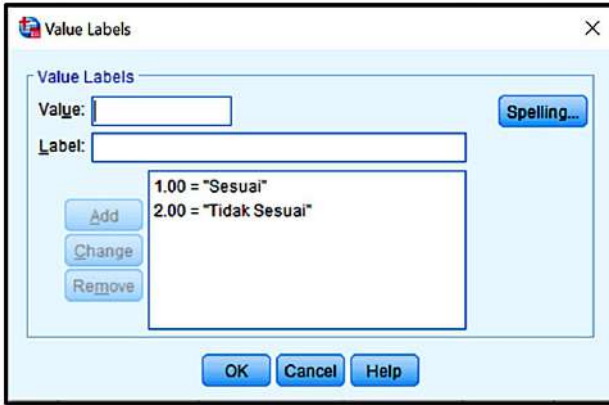 Value Labels
Value Labels
Value:
Spelling...
Label:
1.00 = "Sesuai"
2.00 = "Tidak Sesuai"
Add
Change
Remove
OK Cancel Help